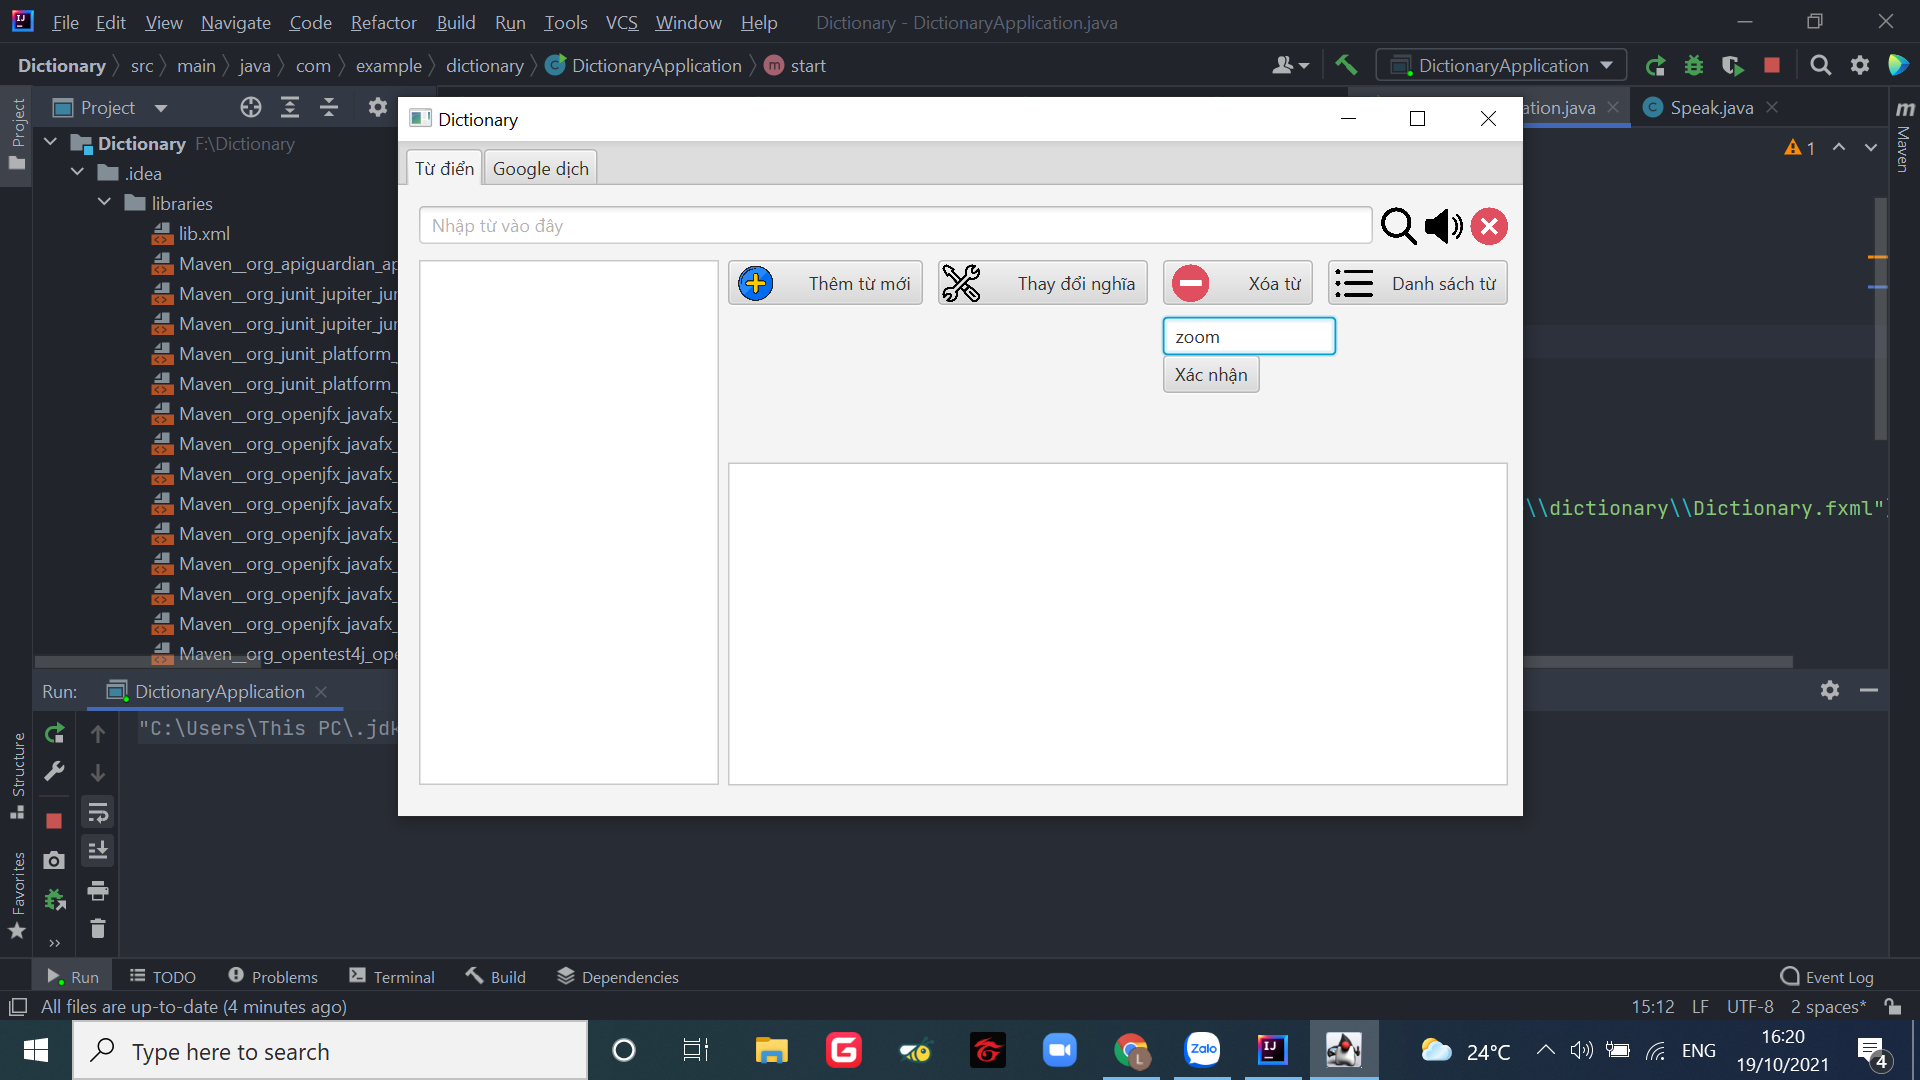 File Edit View Navigate Code Refactor Build Run Tools VCS Window Help Dictionary - DictionaryApplication.java
Dictionary src main java com example dictionary DictionaryApplication start
DictionaryApplication
Project
Dictionary
ation.java
Speak.java
Project
Maven
Dictionary F:\Dictionary
1
.idea
libraries
lib.xml
Maven__org_apiguardian_ap
Maven__org_junit_jupiter_jur
Maven__org_junit_jupiter_jur
Maven__org_junit_platform_
Maven__org_junit_platform_
Maven__org_openjfx_javafx_
Maven__org_openjfx_javafx_
Maven__org_openjfx_javafx_
Maven__org_openjfx_javafx_
Maven__org_openjfx_javafx_
Maven__org_openjfx_javafx_
Maven__org_openjfx_javafx_
Maven__org_openjfx_javafx_
Maven__org_opentest4j_ope
Từ điển Google dịch
Nhập từ vào đây
Thêm từ mới Thay đổi nghĩa Xóa từ Danh sách từ
zoom
Xác nhận
\\dictionary\\Dictionary.fxml"
Run: DictionaryApplication
"C:\Users\This PC\.jdk
Structure
Favorites
Run TODO Problems Terminal Build Dependencies Event Log
All files are up-to-date (4 minutes ago) 15:12 LF UTF-8 2 spaces*
Type here to search
Zalo
L
24°C ENG
16:20
19/10/2021
4